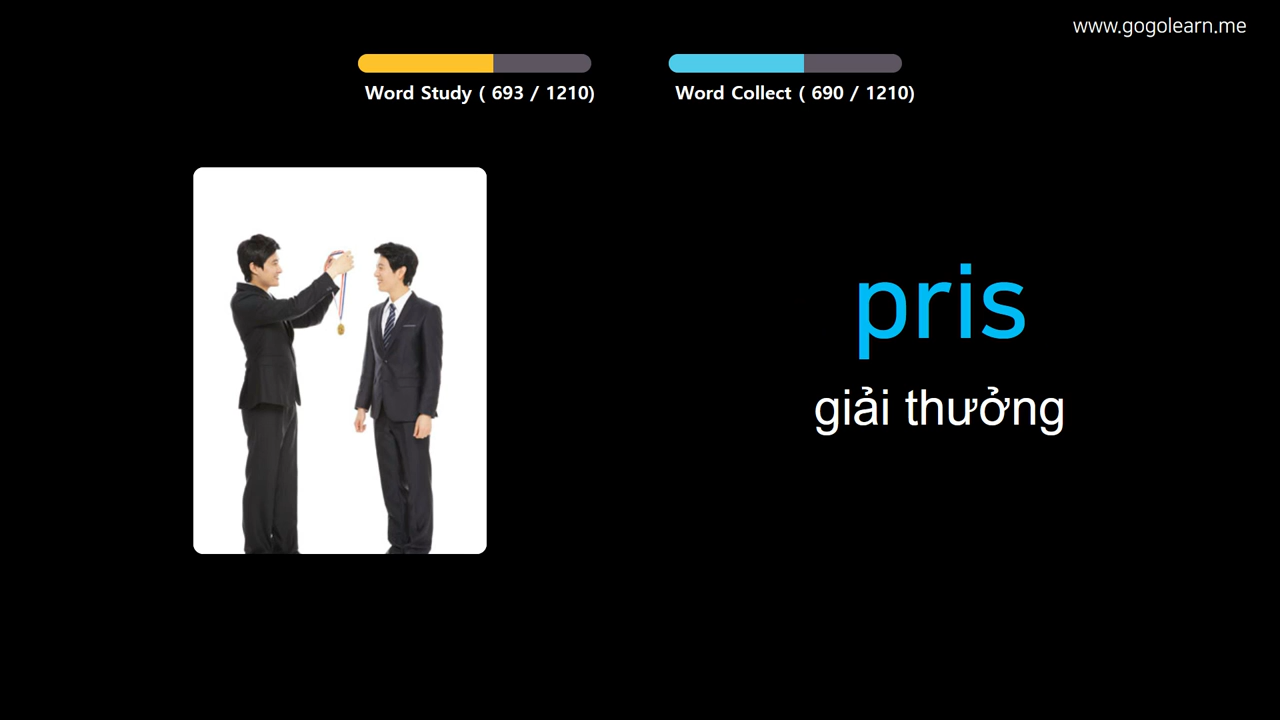 www.gogolearn.me
Word Study ( 693 / 1210)
Word Collect ( 690 / 1210)
pris
giải thưởng